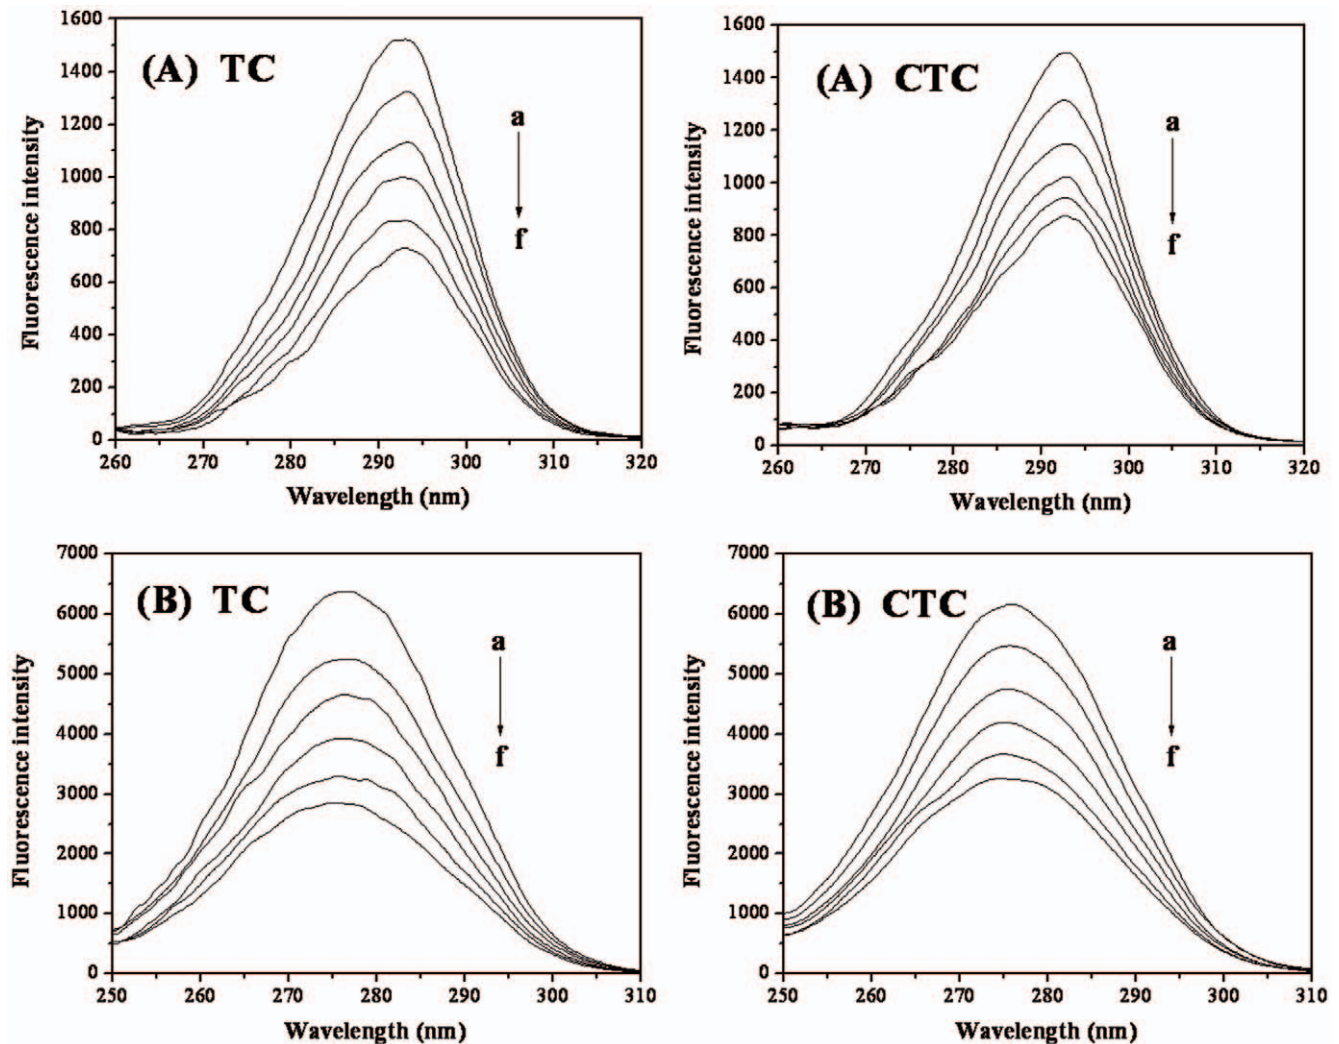 (A) TC
a
f
Fluorescence intensity
1600
1400
1200
1000
800
600
400
200
0
260 270 280 290 300 310 320
Wavelength (nm)
(A) CTC
a
f
Fluorescence intensity
1600
1400
1200
1000
800
600
400
200
0
260 270 280 290 300 310 320
Wavelength (nm)
(B) TC
a
f
Fluorescence intensity
7000
6000
5000
4000
3000
2000
1000
0
250 260 270 280 290 300 310
Wavelength (nm)
(B) CTC
a
f
Fluorescence intensity
7000
6000
5000
4000
3000
2000
1000
0
250 260 270 280 290 300 310
Wavelength (nm)